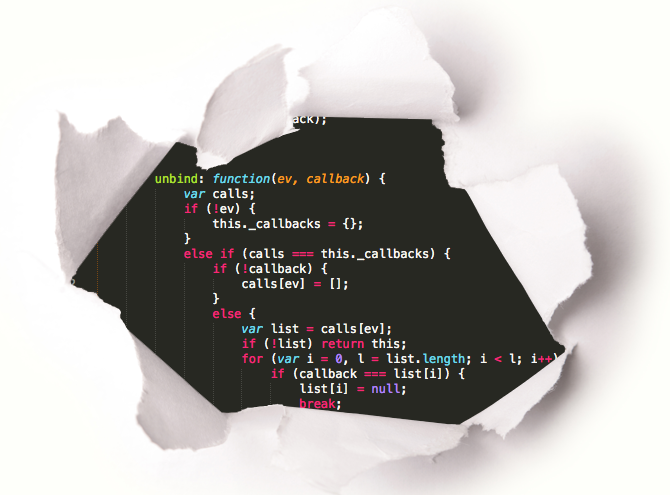 ack);
unbind: function(ev, callback) {
var calls;
if (!ev) {
this._callbacks = {};
}
else if (calls === this._callbacks) {
if (!callback) {
calls[ev] = [];
}
else {
var list = calls[ev];
if (!list) return this;
for (var i = 0, l = list.length; i < l; i++)
if (callback === list[i]) {
list[i] = null;
break;